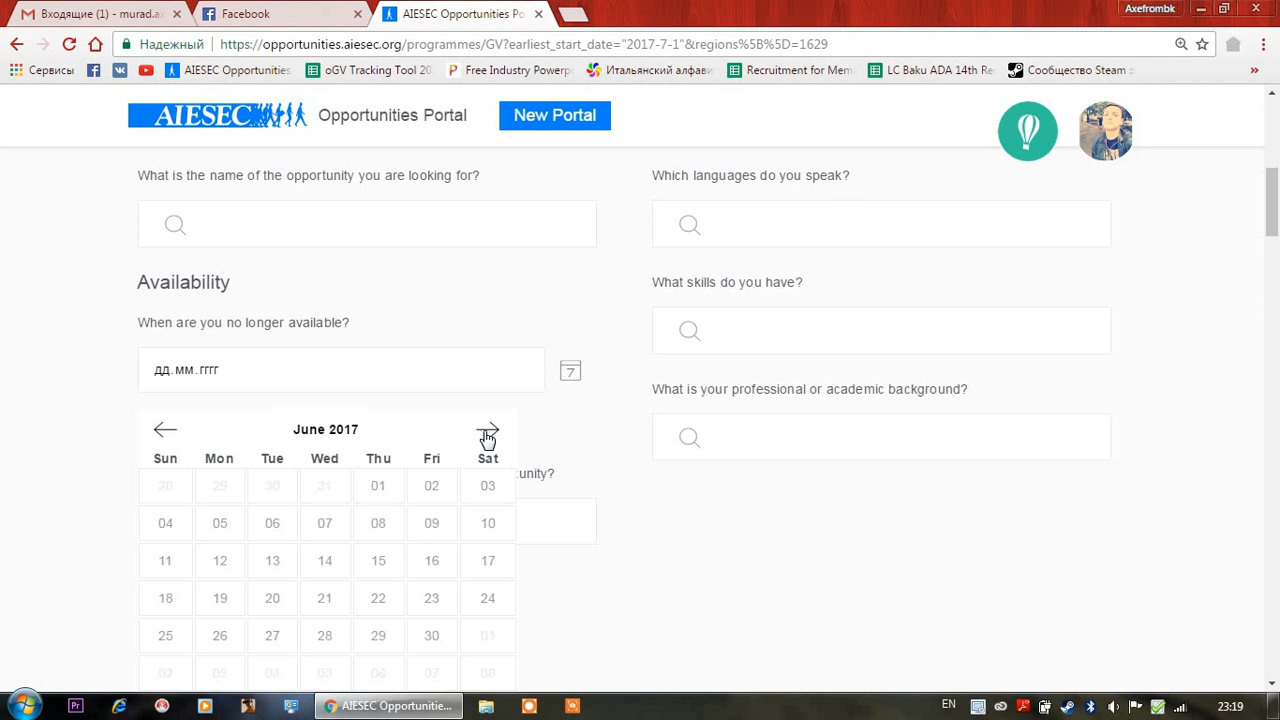 Входящие (1) - murad.ax
Facebook
AIESEC Opportunities Po
Axefrombk
Надежный
https://opportunities.aiesec.org/programmes/GV?earliest_start_date="2017-7-1"&regions%5B%5D=1629
Сервисы
AIESEC Opportunities
oGV Tracking Tool 20
Free Industry Powerp
Итальянский алфави
Recruitment for Mem
LC Baku ADA 14th Re
Сообщество Steam ::
»
AIESEC
Opportunities Portal
New Portal
What is the name of the opportunity you are looking for?
Which languages do you speak?
Availability
What skills do you have?
When are you no longer available?
дд.мм.гггг
7
What is your professional or academic background?
June 2017
Sun Mon Tue Wed Thu Fri Sat
unity?
28 29 30 31 01 02 03
04 05 06 07 08 09 10
11 12 13 14 15 16 17
18 19 20 21 22 23 24
25 26 27 28 29 30 01
Pr
AIESEC Opportunitie...
EN
23:19